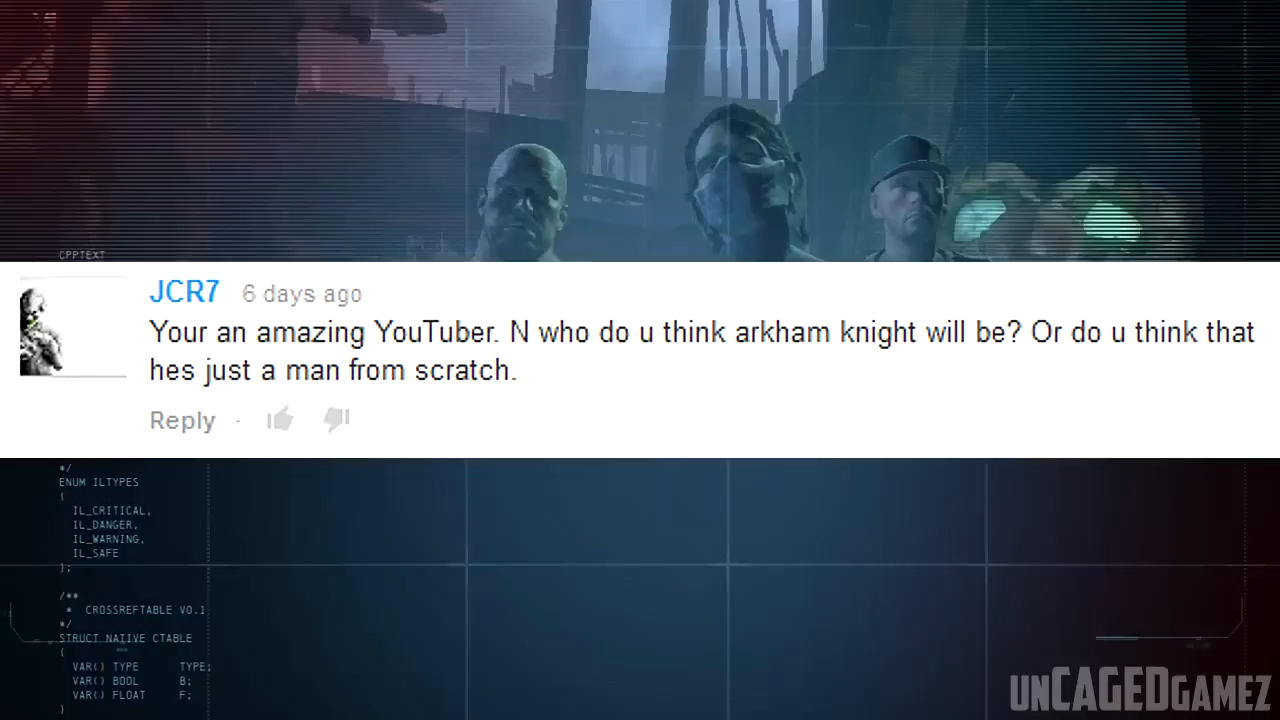 CPPTEXT
JCR7 6 days ago
Your an amazing YouTuber. N who do u think arkham knight will be? Or do u think that
hes just a man from scratch.
Reply ·
*/
ENUM ILTYPES
{
IL_CRITICAL,
IL_DANGER,
IL_WARNING,
IL_SAFE
};
/**
* CROSSREFTABLE V0.1
*/
STRUCT NATIVE CTABLE
{
VAR() TYPE TYPE;
VAR() BOOL B;
VAR() FLOAT F;
}
UNCAGEDGAMEZ